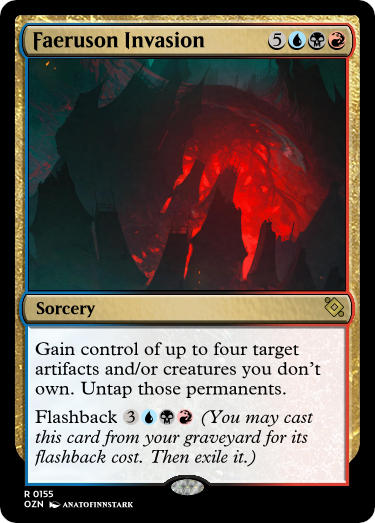 Faeruson Invasion 5
Sorcery
Gain control of up to four target
artifacts and/or creatures you don't
own. Untap those permanents.
Flashback 3 (You may cast
this card from your graveyard for its
flashback cost. Then exile it.)
R 0155
OZN ANATOFINNSTARK